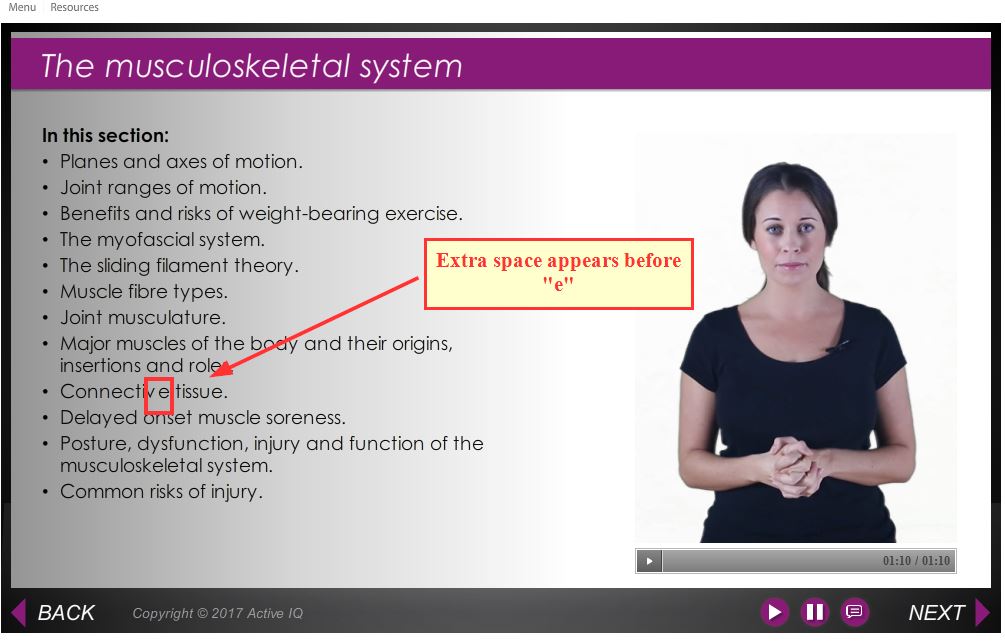 Menu Resources
The musculoskeletal system
In this section:
• Planes and axes of motion.
• Joint ranges of motion.
• Benefits and risks of weight-bearing exercise.
• The myofascial system.
• The sliding filament theory.
• Muscle fibre types.
• Joint musculature.
• Major muscles of the body and their origins,
insertions and role
• Connectiv e tissue.
• Delayed onset muscle soreness.
• Posture, dysfunction, injury and function of the
musculoskeletal system.
• Common risks of injury.
Extra space appears before
"e"
01:10 / 01:10
BACK Copyright © 2017 Active IQ NEXT